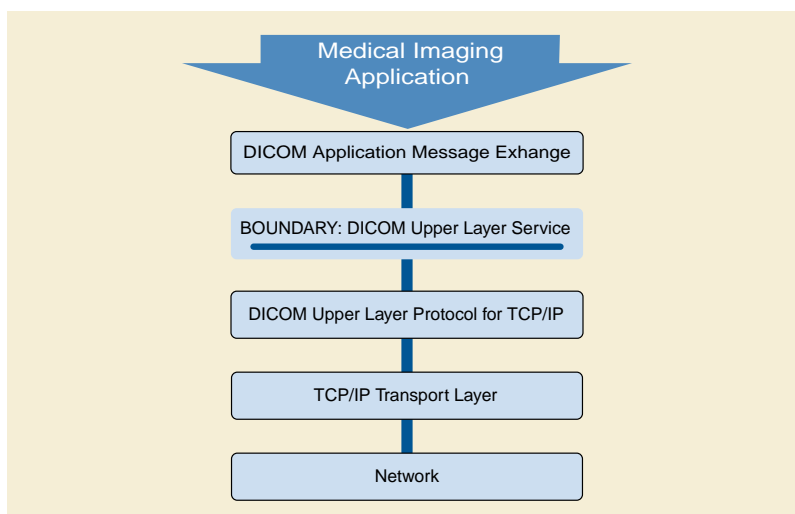 Medical Imaging
Application
DICOM Application Message Exhange
BOUNDARY: DICOM Upper Layer Service
DICOM Upper Layer Protocol for TCP/IP
TCP/IP Transport Layer
Network